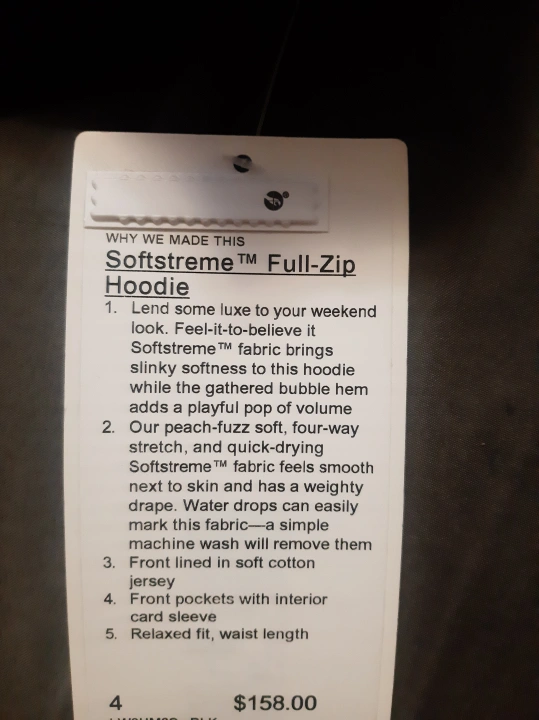 WHY WE MADE THIS
Softstreme™ Full-Zip
Hoodie
1. Lend some luxe to your weekend
look. Feel-it-to-believe it
Softstreme™ fabric brings
slinky softness to this hoodie
while the gathered bubble hem
adds a playful pop of volume
2. Our peach-fuzz soft, four-way
stretch, and quick-drying
Softstreme™ fabric feels smooth
next to skin and has a weighty
drape. Water drops can easily
mark this fabric—a simple
machine wash will remove them
3. Front lined in soft cotton
jersey
4. Front pockets with interior
card sleeve
5. Relaxed fit, waist length
4 $158.00